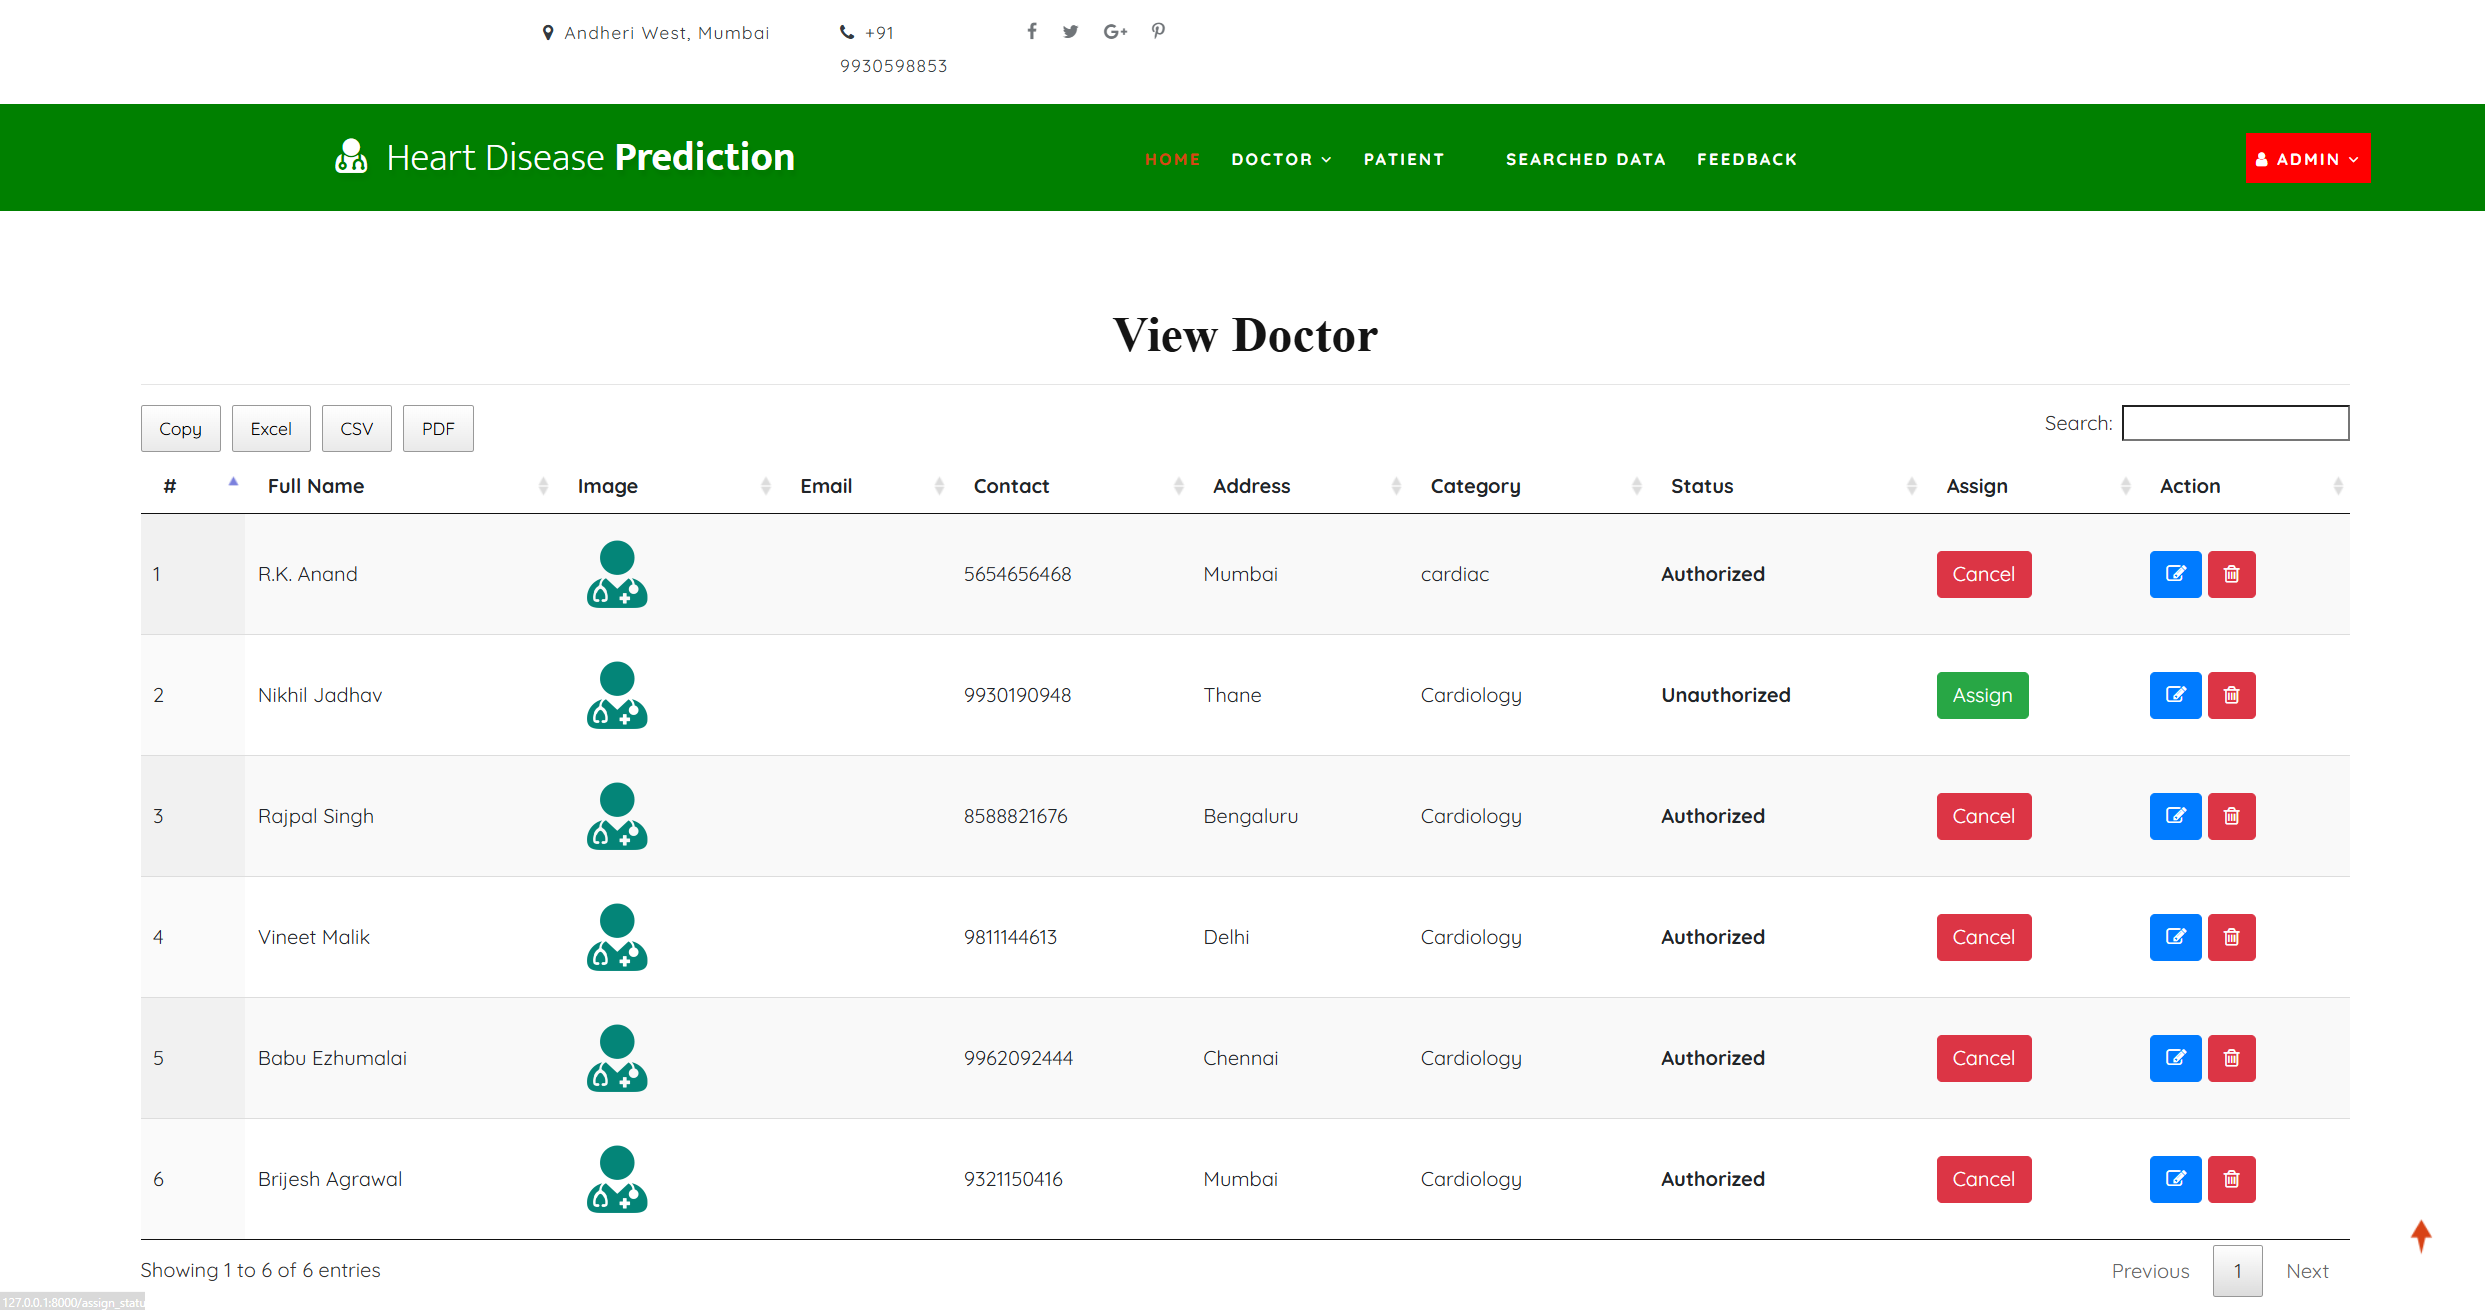 Andheri West, Mumbai
+91
9930598853
Heart Disease Prediction
HOME DOCTOR PATIENT SEARCHED DATA FEEDBACK
ADMIN
View Doctor
Copy Excel CSV PDF
Search:
# Full Name Image Email Contact Address Category Status Assign Action
1 R.K. Anand 5654656468 Mumbai cardiac Authorized Cancel
2 Nikhil Jadhav 9930190948 Thane Cardiology Unauthorized Assign
3 Rajpal Singh 8588821676 Bengaluru Cardiology Authorized Cancel
4 Vineet Malik 9811144613 Delhi Cardiology Authorized Cancel
5 Babu Ezhumalai 9962092444 Chennai Cardiology Authorized Cancel
6 Brijesh Agrawal 9321150416 Mumbai Cardiology Authorized Cancel
Showing 1 to 6 of 6 entries
Previous 1 Next
127.0.0.1:8000/assign_statu